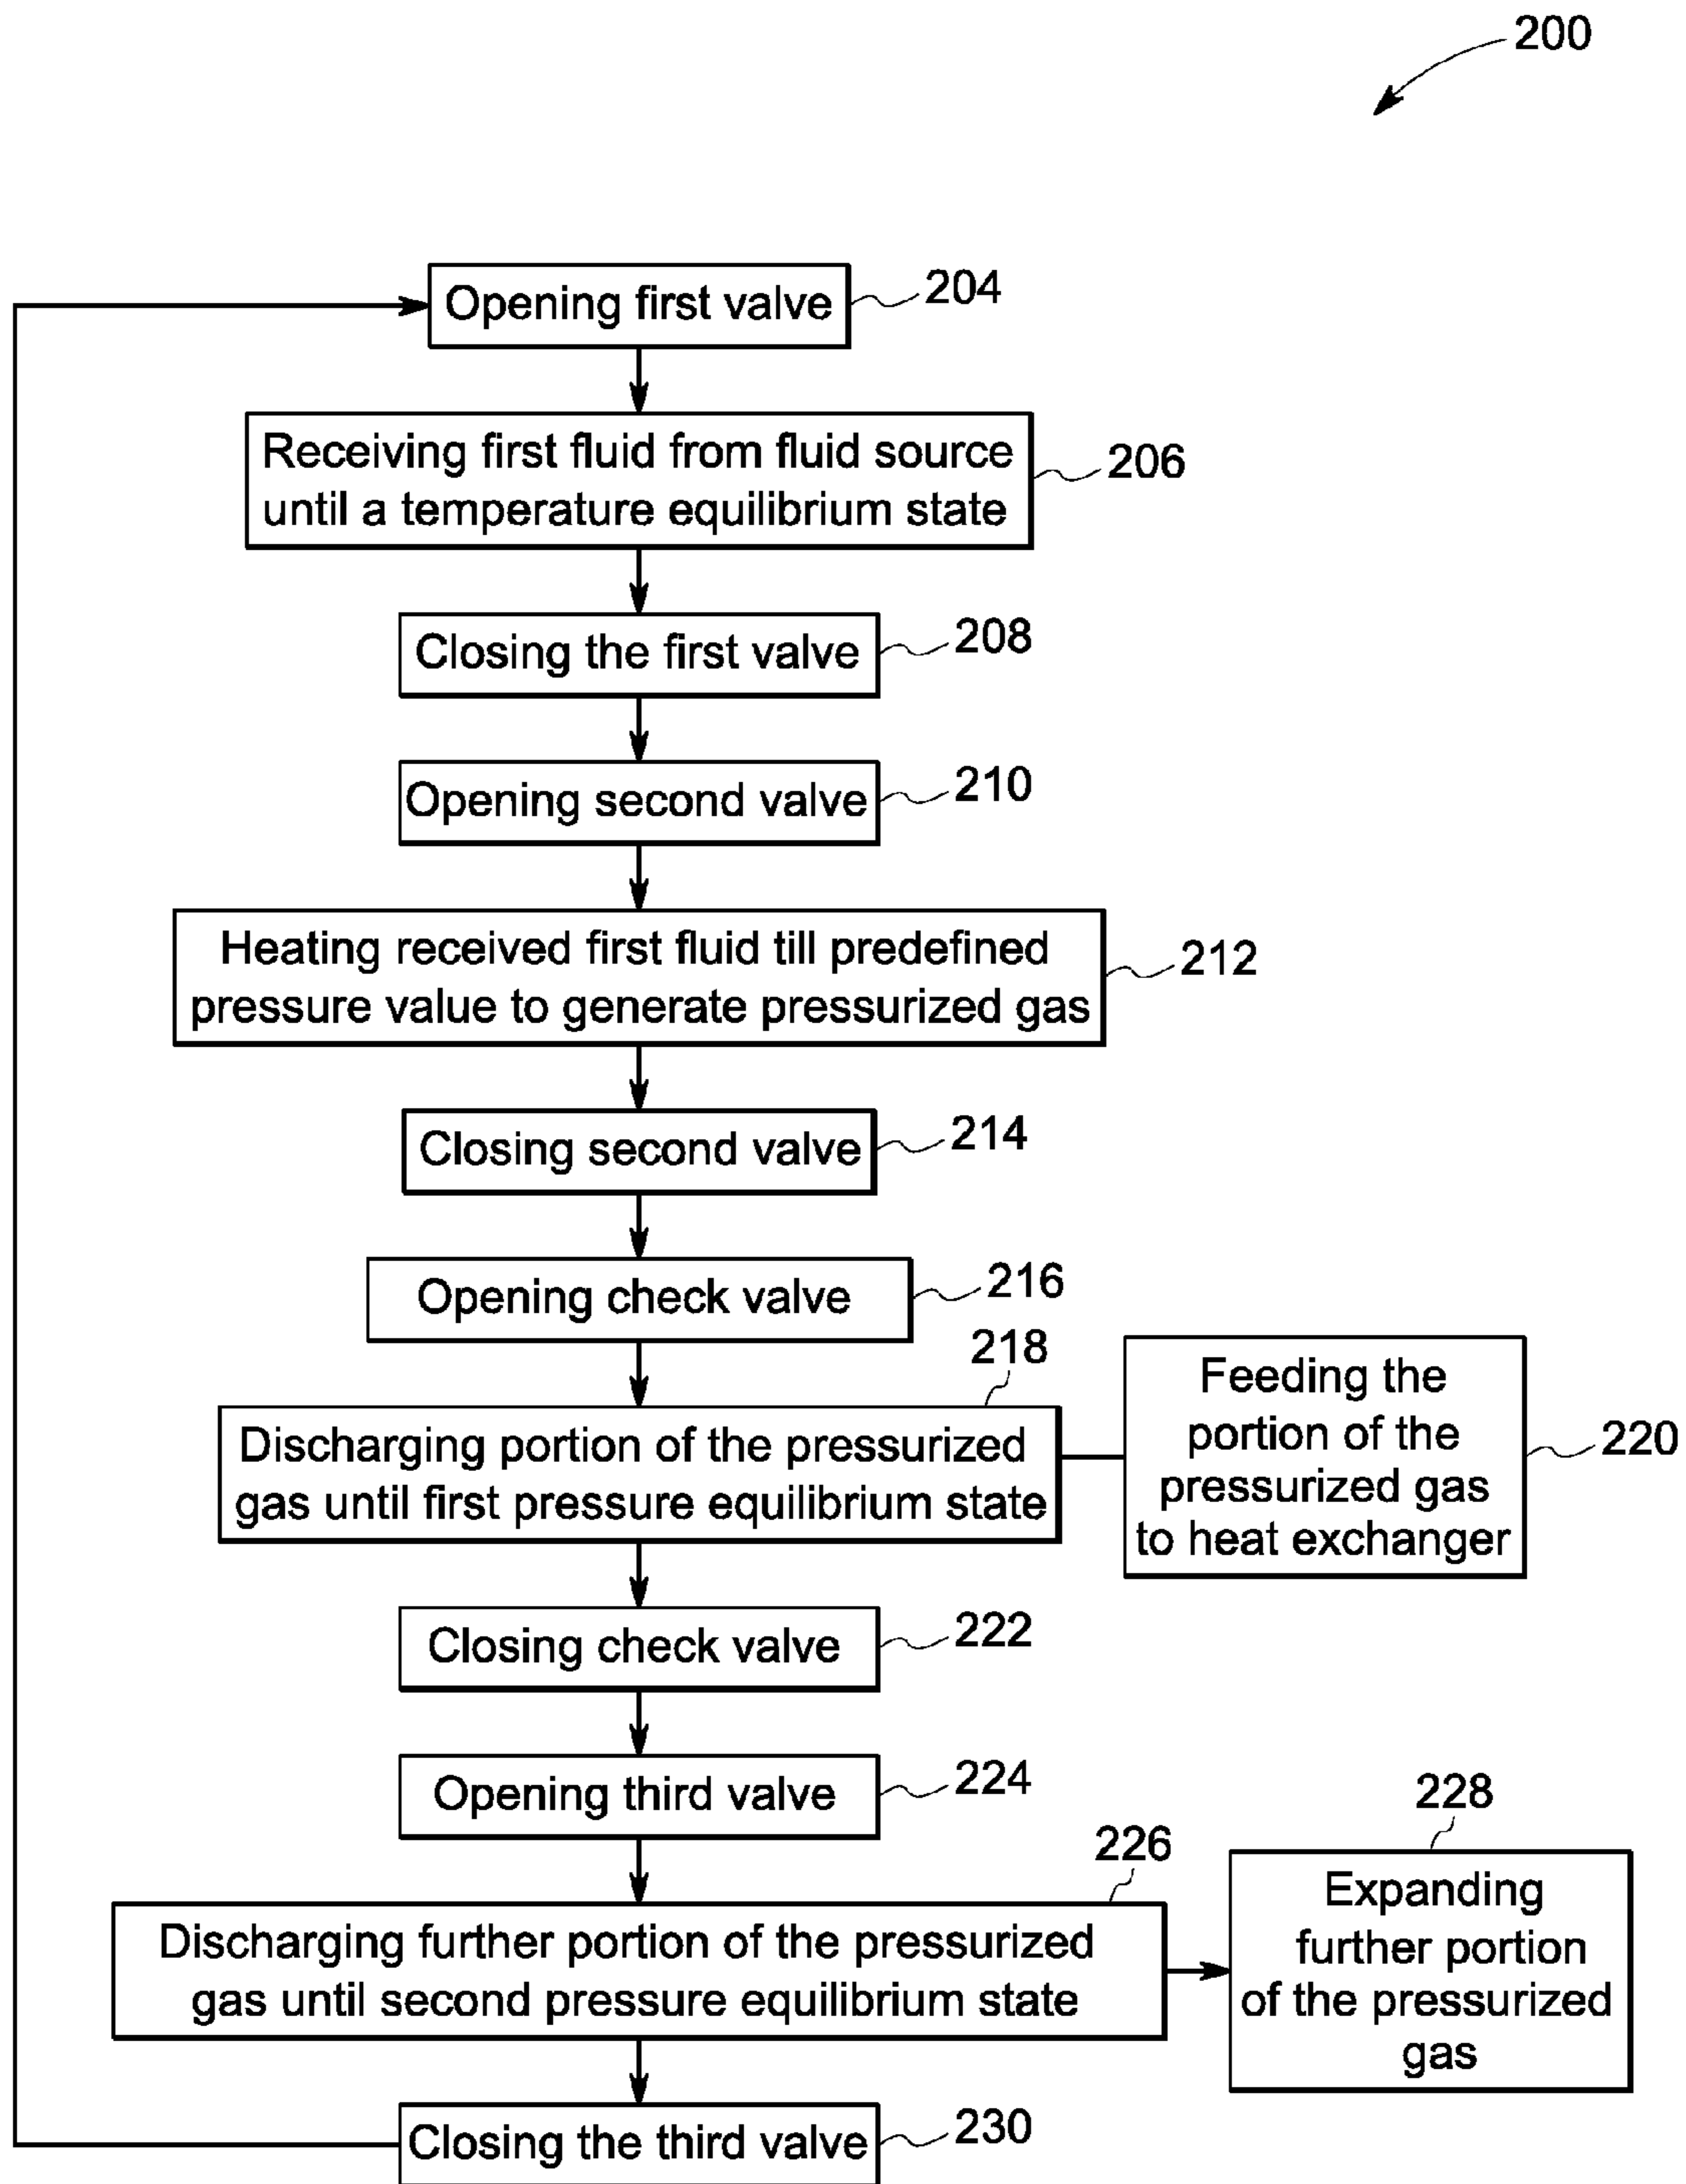 200
Opening first valve
204
Receiving first fluid from fluid source
until a temperature equilibrium state
206
Closing the first valve
208
Opening second valve
210
Heating received first fluid till predefined
pressure value to generate pressurized gas
212
Closing second valve
214
Opening check valve
216
218
Discharging portion of the pressurized
gas until first pressure equilibrium state
Feeding the
portion of the
pressurized gas
to heat exchanger
220
Closing check valve
222
Opening third valve
224
226
Discharging further portion of the pressurized
gas until second pressure equilibrium state
228
Expanding
further portion
of the pressurized
gas
Closing the third valve
230